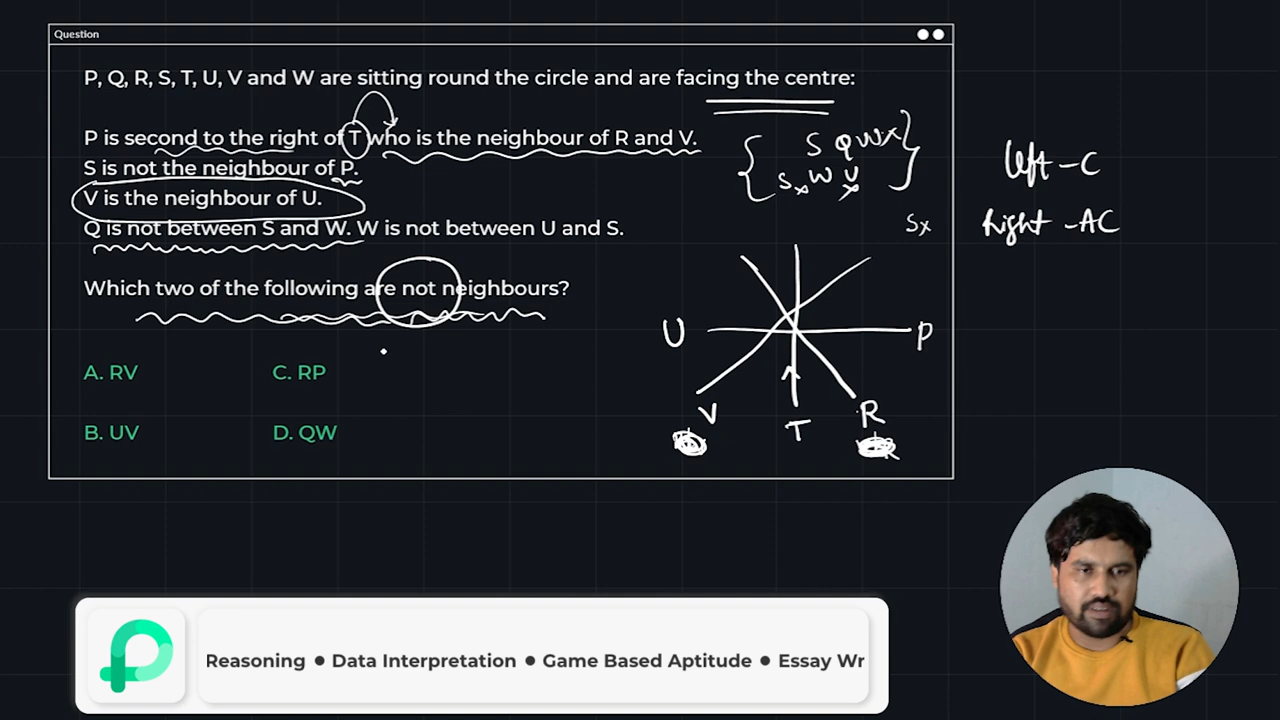 Question
P, Q, R, S, T, U, V and W are sitting round the circle and are facing the centre:
P is second to the right of T who is the neighbour of R and V.
S is not the neighbour of P.
V is the neighbour of U.
Q is not between S and W. W is not between U and S.
Which two of the following are not neighbours?
A. RV
C. RP
B. UV
D. QW
S Q W x
S x W U x
S x
left - C
Right - AC
U
P
V
T
R
Reasoning ● Data Interpretation ● Game Based Aptitude ● Essay Wr